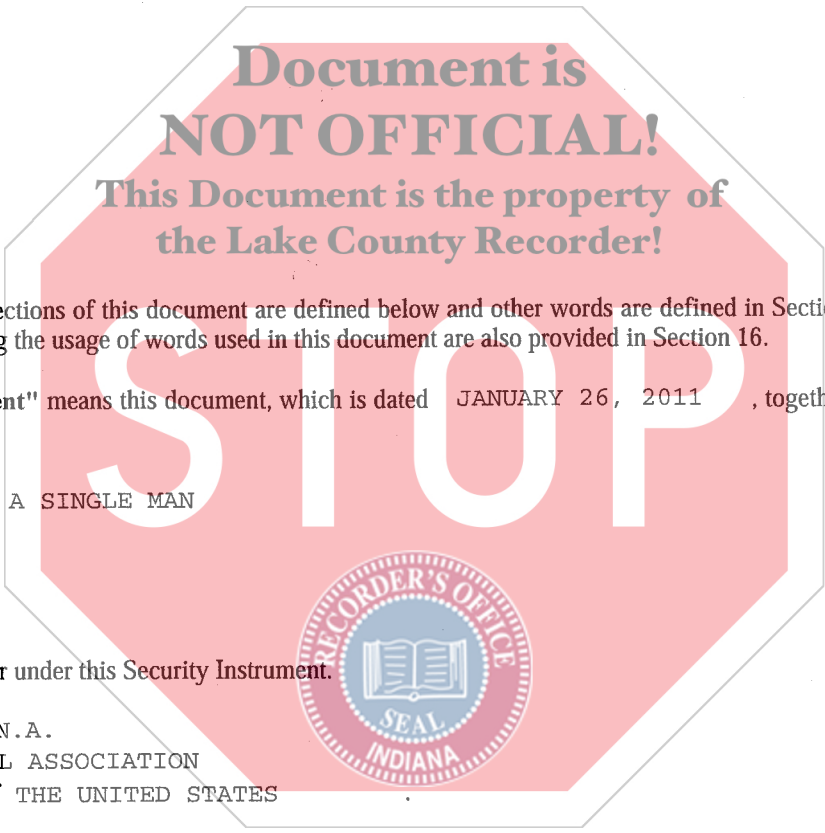 Document is
NOT OFFICIAL!
This Document is the property of
the Lake County Recorder!
ections of this document are defined below and other words are defined in Secti
g the usage of words used in this document are also provided in Section 16.
ent" means this document, which is dated JANUARY 26, 2011 , togeth
STOP
A SINGLE MAN
r under this Security Instrument.
RECORDER'S OFFICE
SEAL
INDIANA
N.A.
L ASSOCIATION
THE UNITED STATES